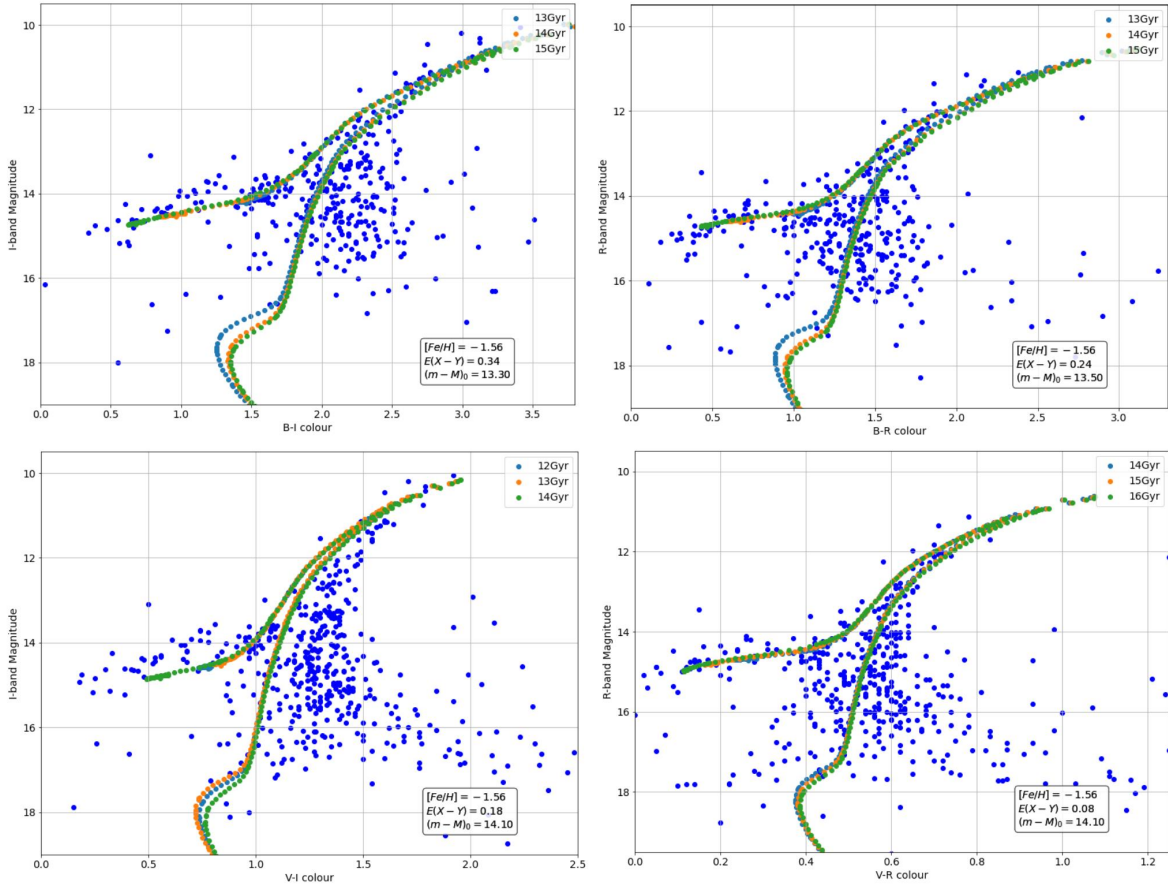 13Gyr
14Gyr
15Gyr
10
12
14
16
18
I-band Magnitude
[Fe/H] = −1.56
E(X − Y) = 0.34
(m − M)₀ = 13.30
0.0 0.5 1.0 1.5 2.0 2.5 3.0 3.5
B-I colour
13Gyr
14Gyr
15Gyr
10
12
14
16
18
R-band Magnitude
[Fe/H] = −1.56
E(X − Y) = 0.24
(m − M)₀ = 13.50
0.0 0.5 1.0 1.5 2.0 2.5 3.0
B-R colour
12Gyr
13Gyr
14Gyr
10
12
14
16
18
I-band Magnitude
[Fe/H] = −1.56
E(X − Y) = 0.18
(m − M)₀ = 14.10
0.0 0.5 1.0 1.5 2.0 2.5
V-I colour
14Gyr
15Gyr
16Gyr
10
12
14
16
18
R-band Magnitude
[Fe/H] = −1.56
E(X − Y) = 0.08
(m − M)₀ = 14.10
0.0 0.2 0.4 0.6 0.8 1.0 1.2
V-R colour